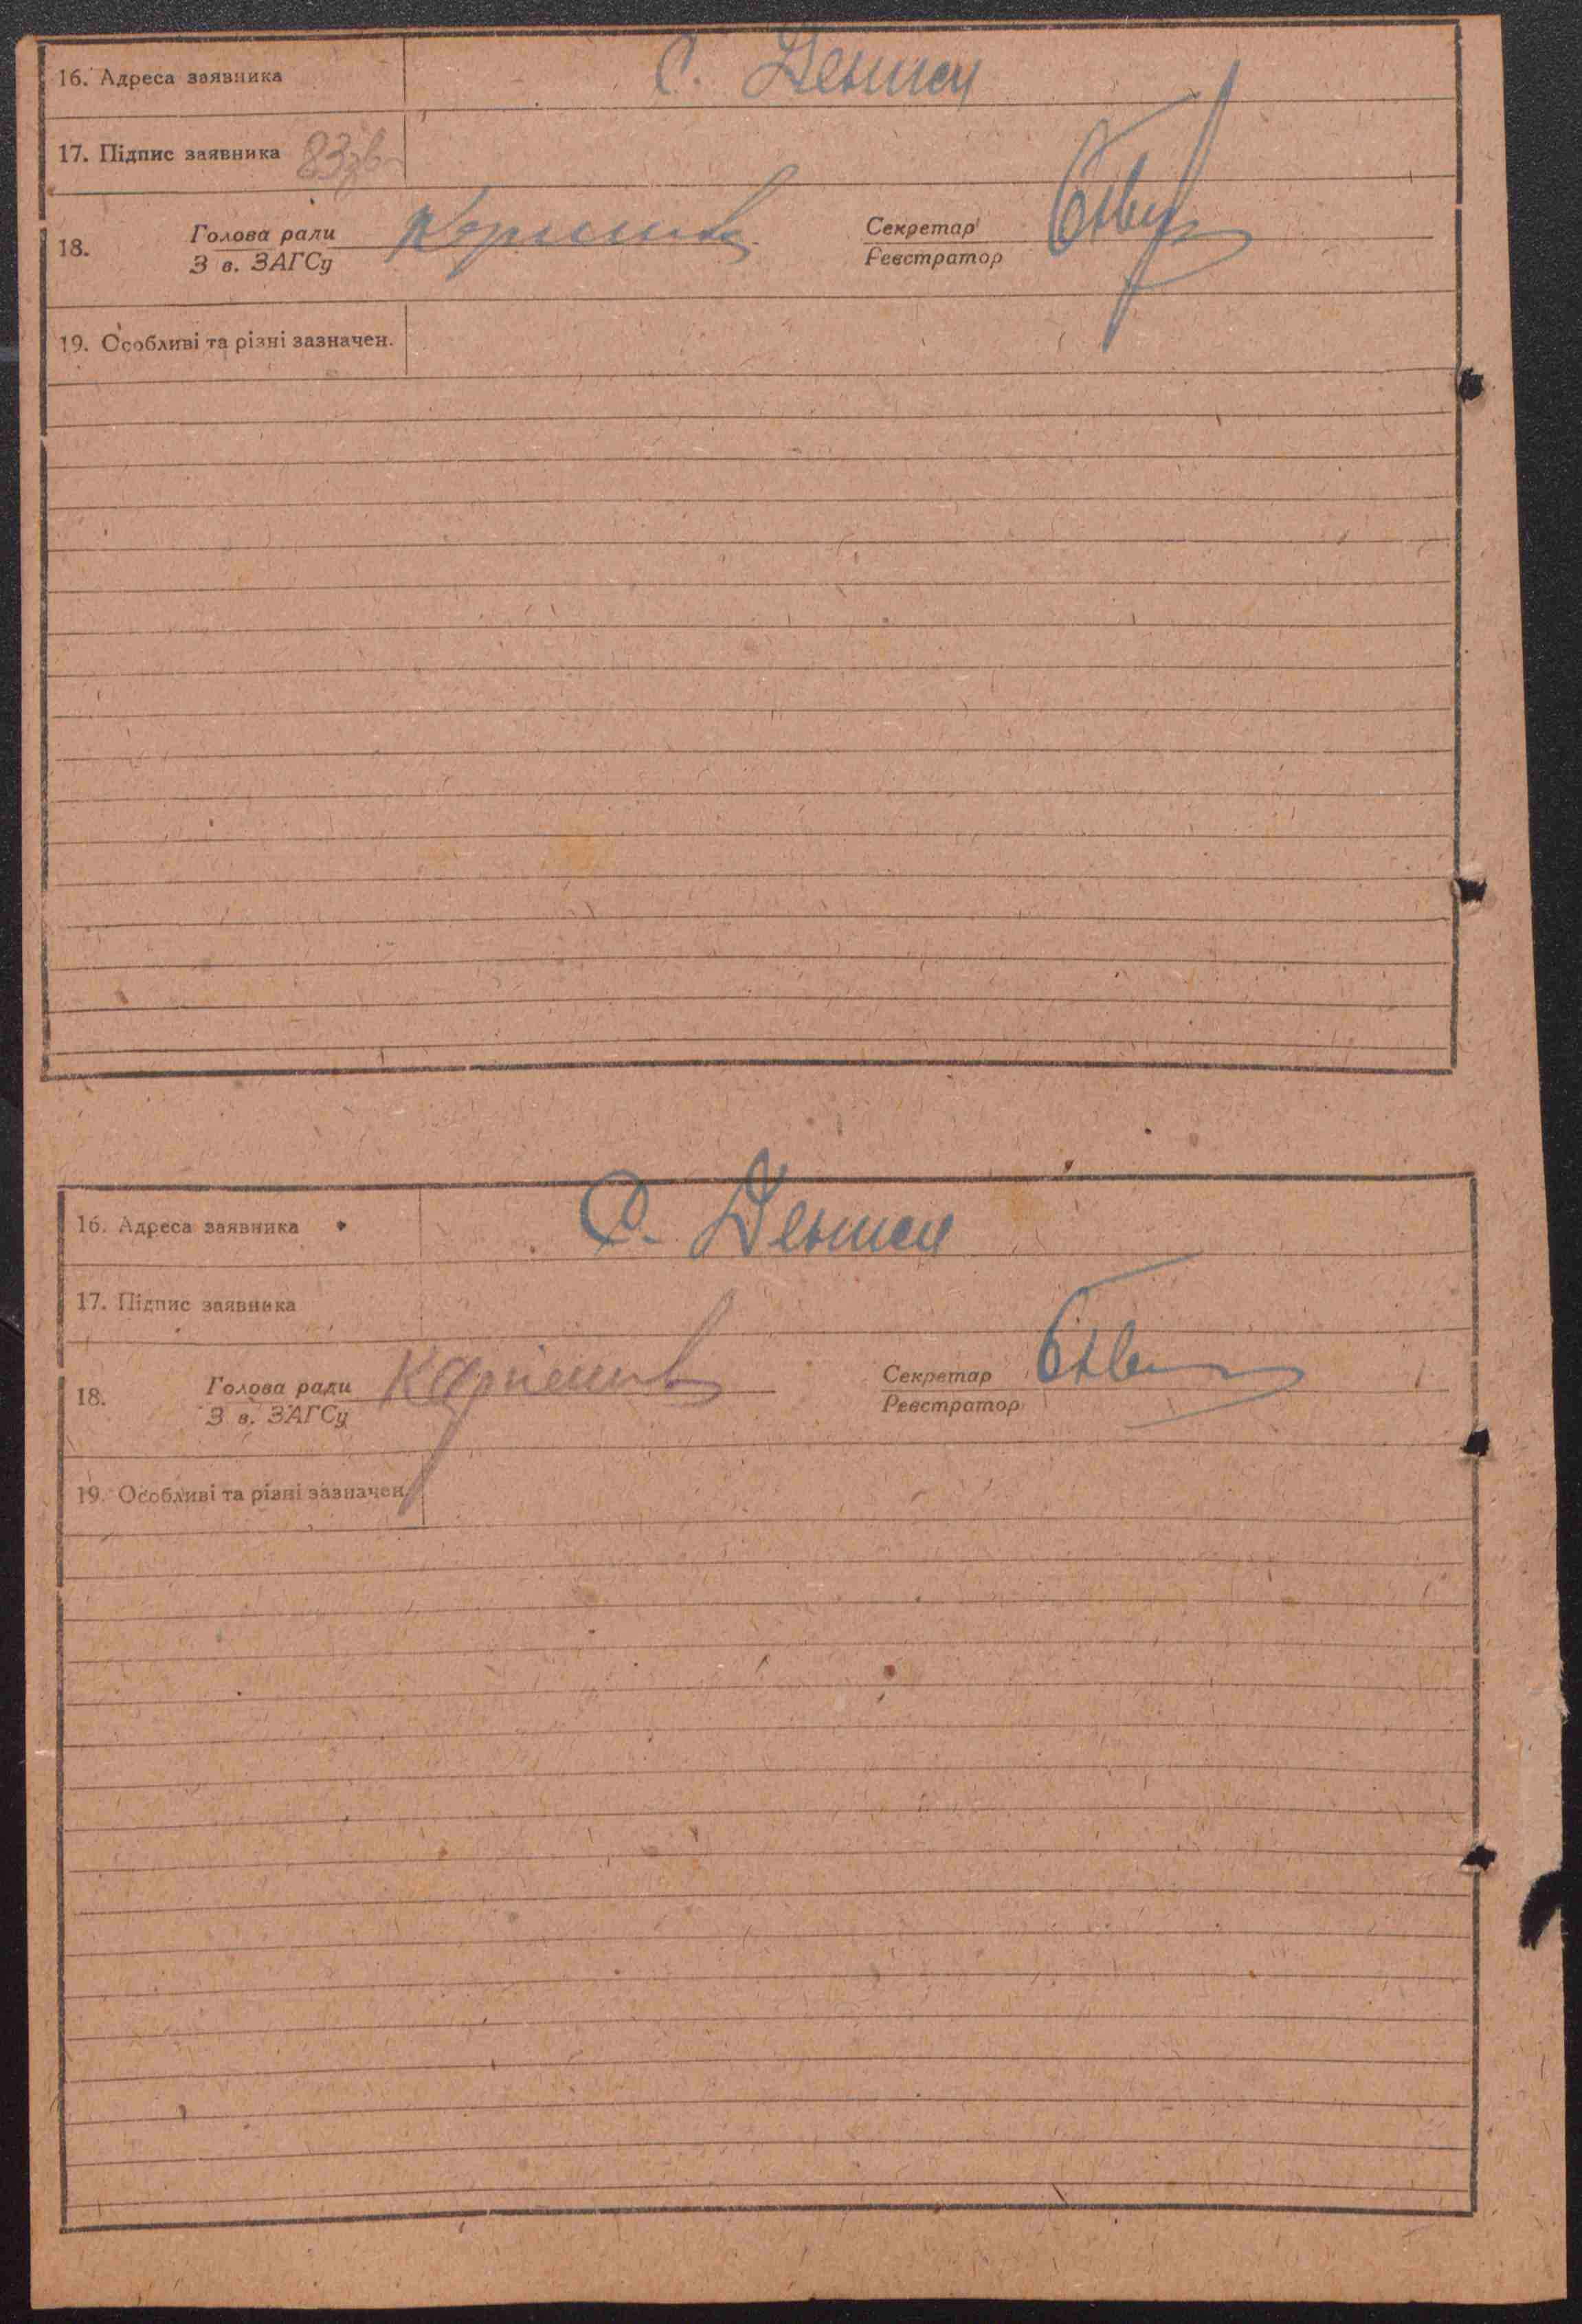 16. Адреса заявника С. Деньги
17. Підпис заявника 83зв
18. Голова ради Секретар
З в. ЗАГСу Реєстратор
19. Особливі та різні зазначен.
16. Адреса заявника С. Деньги
17. Підпис заявника
18. Голова ради Секретар
З в. ЗАГСу Реєстратор
19. Особливі та різні зазначен.